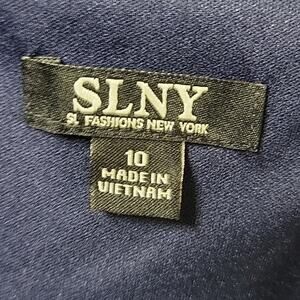 SLNY
SL FASHIONS NEW YORK
10
MADE IN
VIETNAM